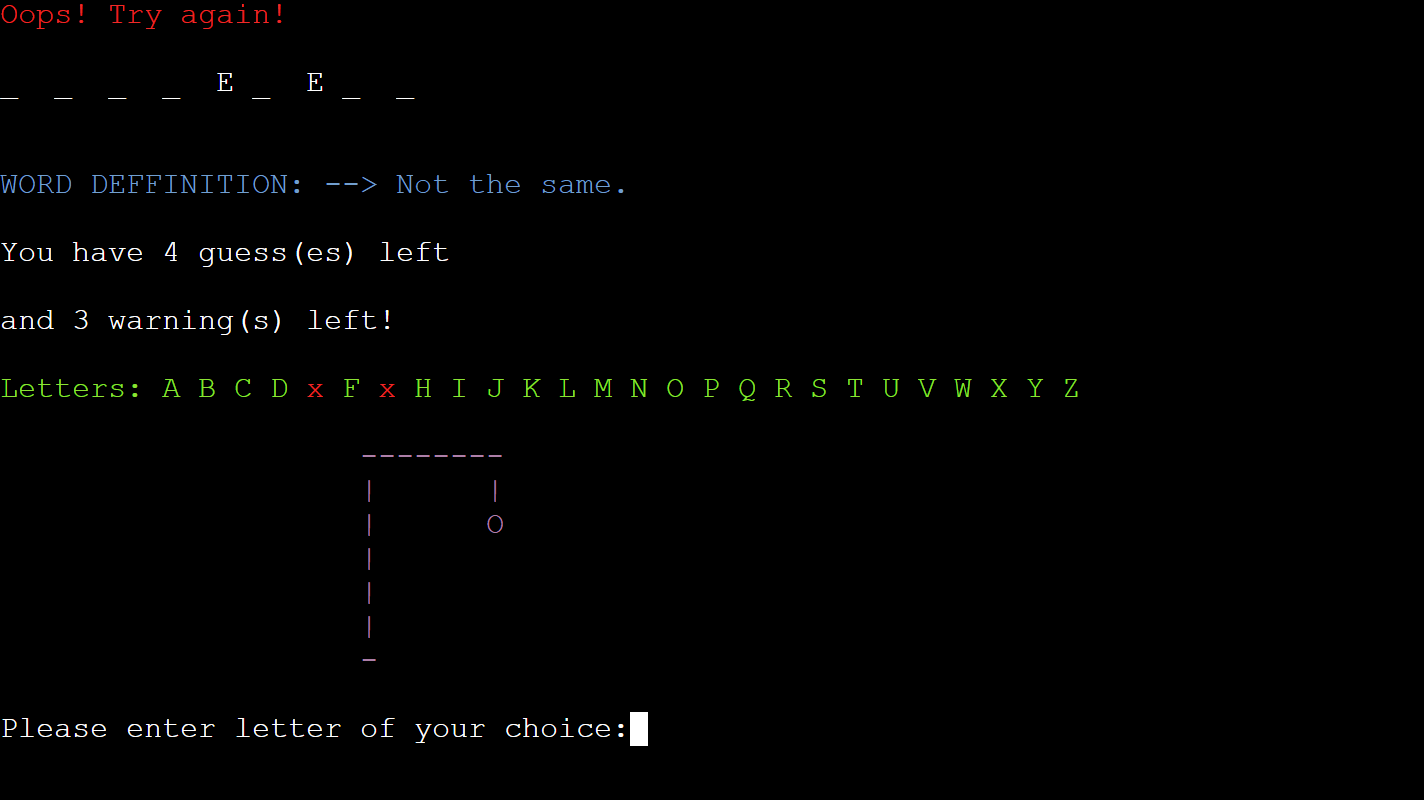 Oops! Try again!
_ _ _ _ E _ E _ _
WORD DEFFINITION: --> Not the same.
You have 4 guess(es) left
and 3 warning(s) left!
Letters: A B C D x F x H I J K L M N O P Q R S T U V W X Y Z
--------
| |
| O
|
|
|
-
Please enter letter of your choice: